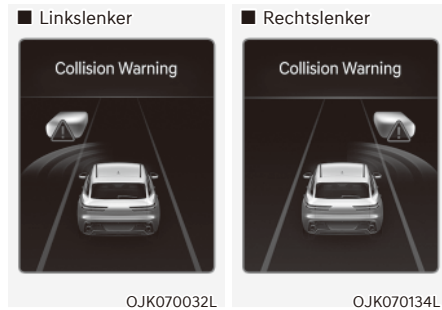 ■ Linkslenker
Collision Warning
OJK070032L
■ Rechtslenker
Collision Warning
OJK070134L